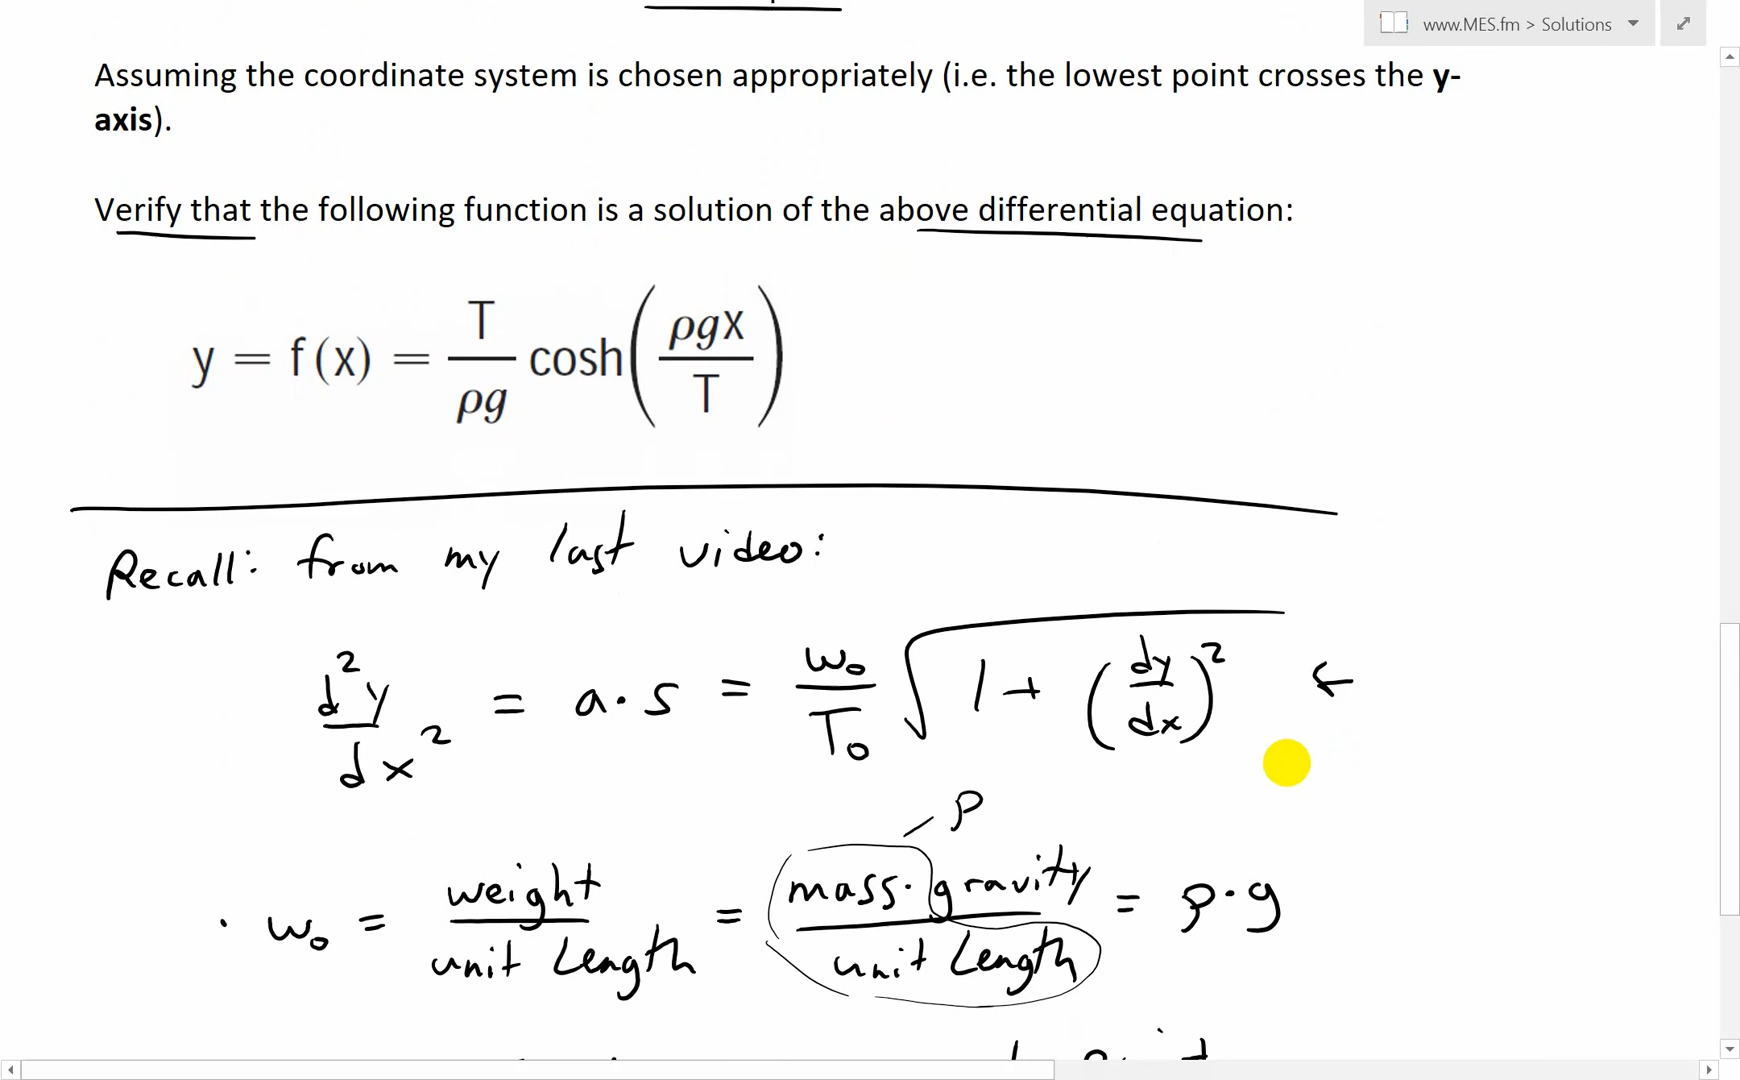 www.MES.fm > Solutions
Assuming the coordinate system is chosen appropriately (i.e. the lowest point crosses the y-
axis).
Verify that the following function is a solution of the above differential equation:
y = f(x) = T/ρg cosh(ρgx/T)
Recall: from my last video:
d²y/dx² = a·s = w₀/T₀ √(1 + (dy/dx)²) ←
ρ
· w₀ = weight/unit Length = mass·gravity/unit Length = ρ·g